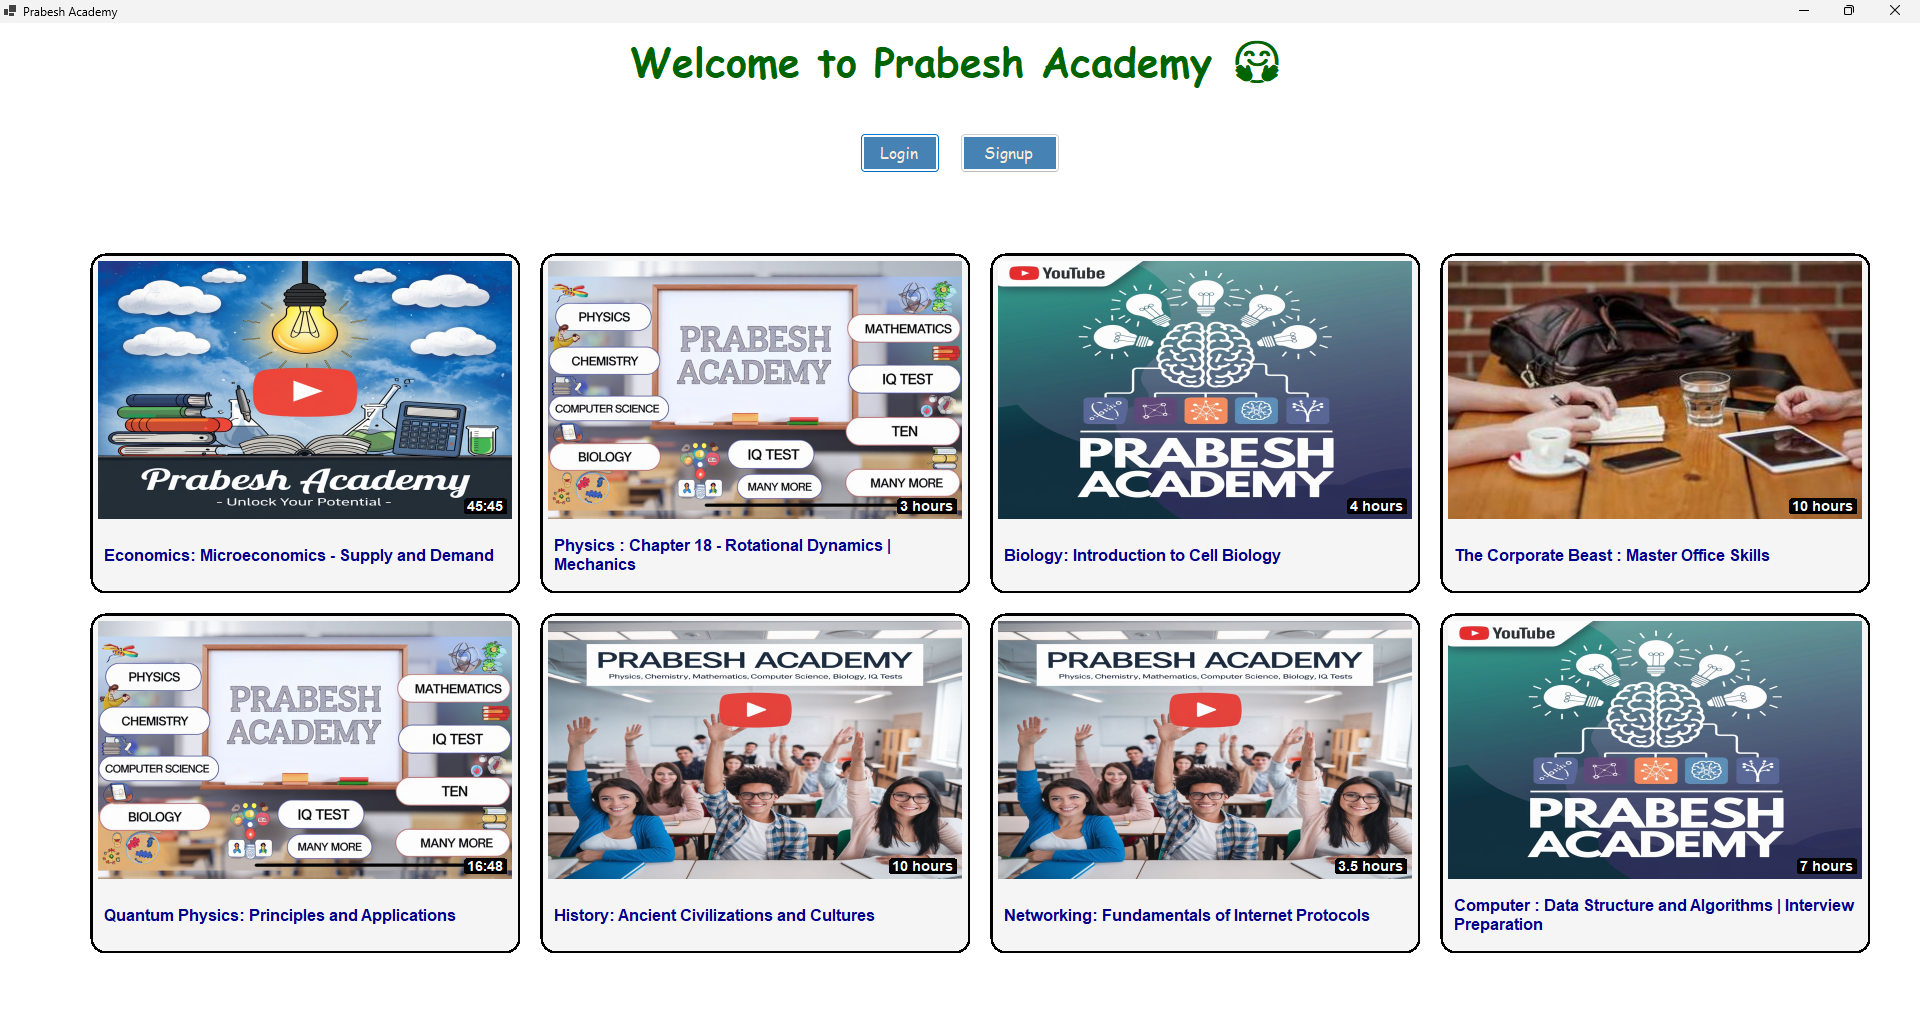 Prabesh Academy
Welcome to Prabesh Academy 🤗
Login
Signup
Prabesh Academy
- Unlock Your Potential -
45:45
Economics: Microeconomics - Supply and Demand
PHYSICS
CHEMISTRY
COMPUTER SCIENCE
BIOLOGY
PRABESH
ACADEMY
IQ TEST
MANY MORE
MATHEMATICS
IQ TEST
TEN
MANY MORE
3 hours
Physics : Chapter 18 - Rotational Dynamics |
Mechanics
YouTube
PRABESH
ACADEMY
4 hours
Biology: Introduction to Cell Biology
10 hours
The Corporate Beast : Master Office Skills
PHYSICS
CHEMISTRY
COMPUTER SCIENCE
BIOLOGY
PRABESH
ACADEMY
IQ TEST
MANY MORE
MATHEMATICS
IQ TEST
TEN
MANY MORE
16:48
Quantum Physics: Principles and Applications
PRABESH ACADEMY
Physics, Chemistry, Mathematics, Computer Science, Biology, IQ Tests
10 hours
History: Ancient Civilizations and Cultures
PRABESH ACADEMY
Physics, Chemistry, Mathematics, Computer Science, Biology, IQ Tests
3.5 hours
Networking: Fundamentals of Internet Protocols
YouTube
PRABESH
ACADEMY
7 hours
Computer : Data Structure and Algorithms | Interview
Preparation